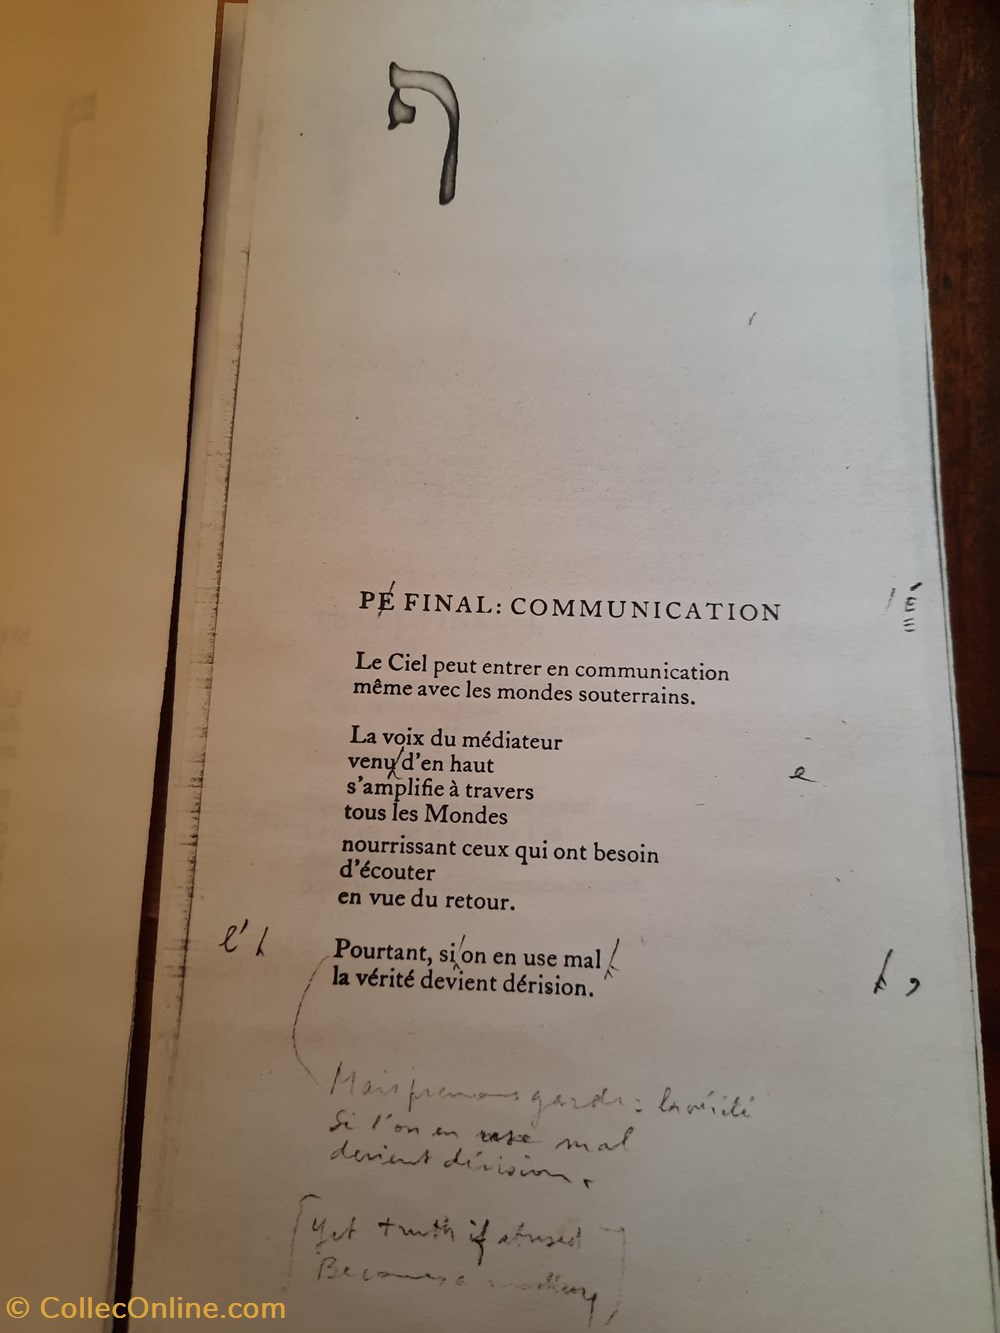 ף
PÉ FINAL: COMMUNICATION
É
Le Ciel peut entrer en communication
même avec les mondes souterrains.
La voix du médiateur
venu d'en haut
e
s'amplifie à travers
tous les Mondes
nourrissant ceux qui ont besoin
d'écouter
en vue du retour.
l'
Pourtant, si on en use mal
,
la vérité devient dérision.
Mais prenons garde: la vérité
Si l'on en use mal
devient dérision.
Yet truth if abused
Becomes a
© CollecOnline.com